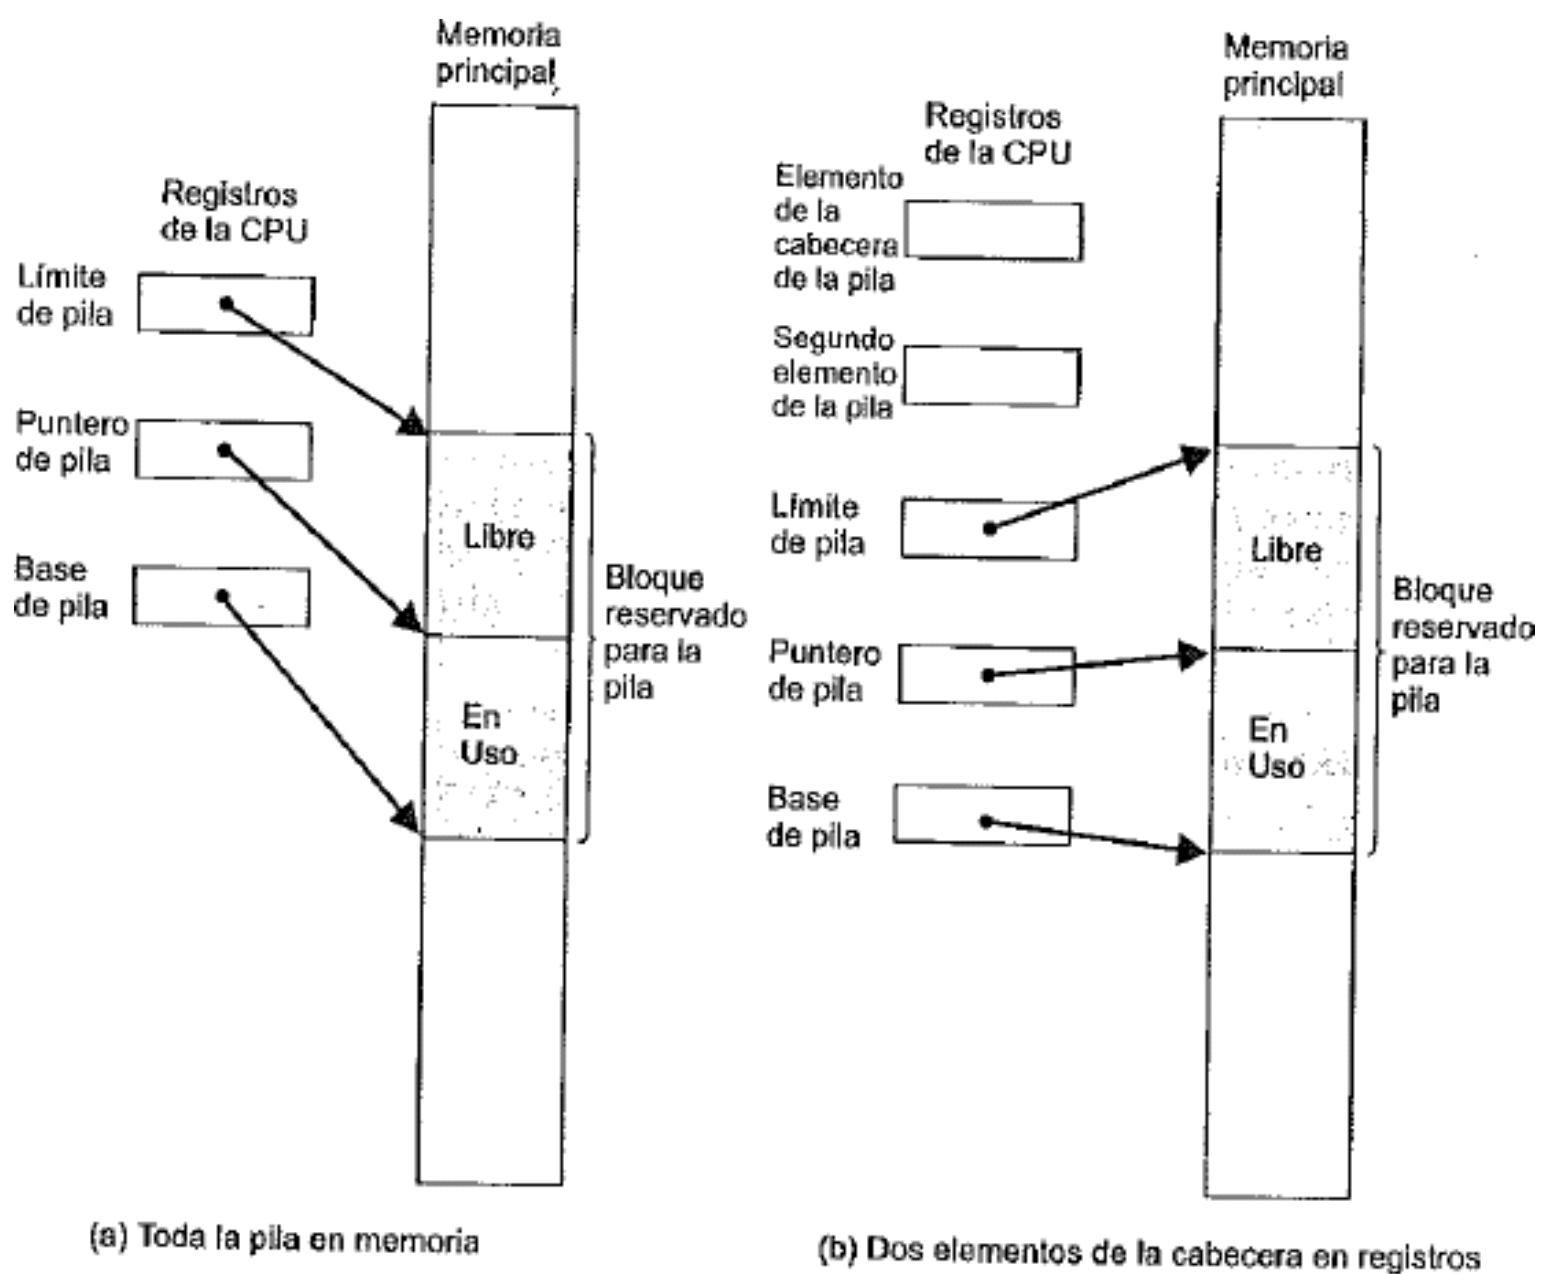 Memoria
principal
Registros
de la CPU
Límite
de pila
Puntero
de pila
Base
de pila
Libre
En
Uso
Bloque
reservado
para la
pila
(a) Toda la pila en memoria
Memoria
principal
Registros
de la CPU
Elemento
de la
cabecera
de la pila
Segundo
elemento
de la pila
Límite
de pila
Puntero
de pila
Base
de pila
Libre
En
Uso
Bloque
reservado
para la
pila
(b) Dos elementos de la cabecera en registros